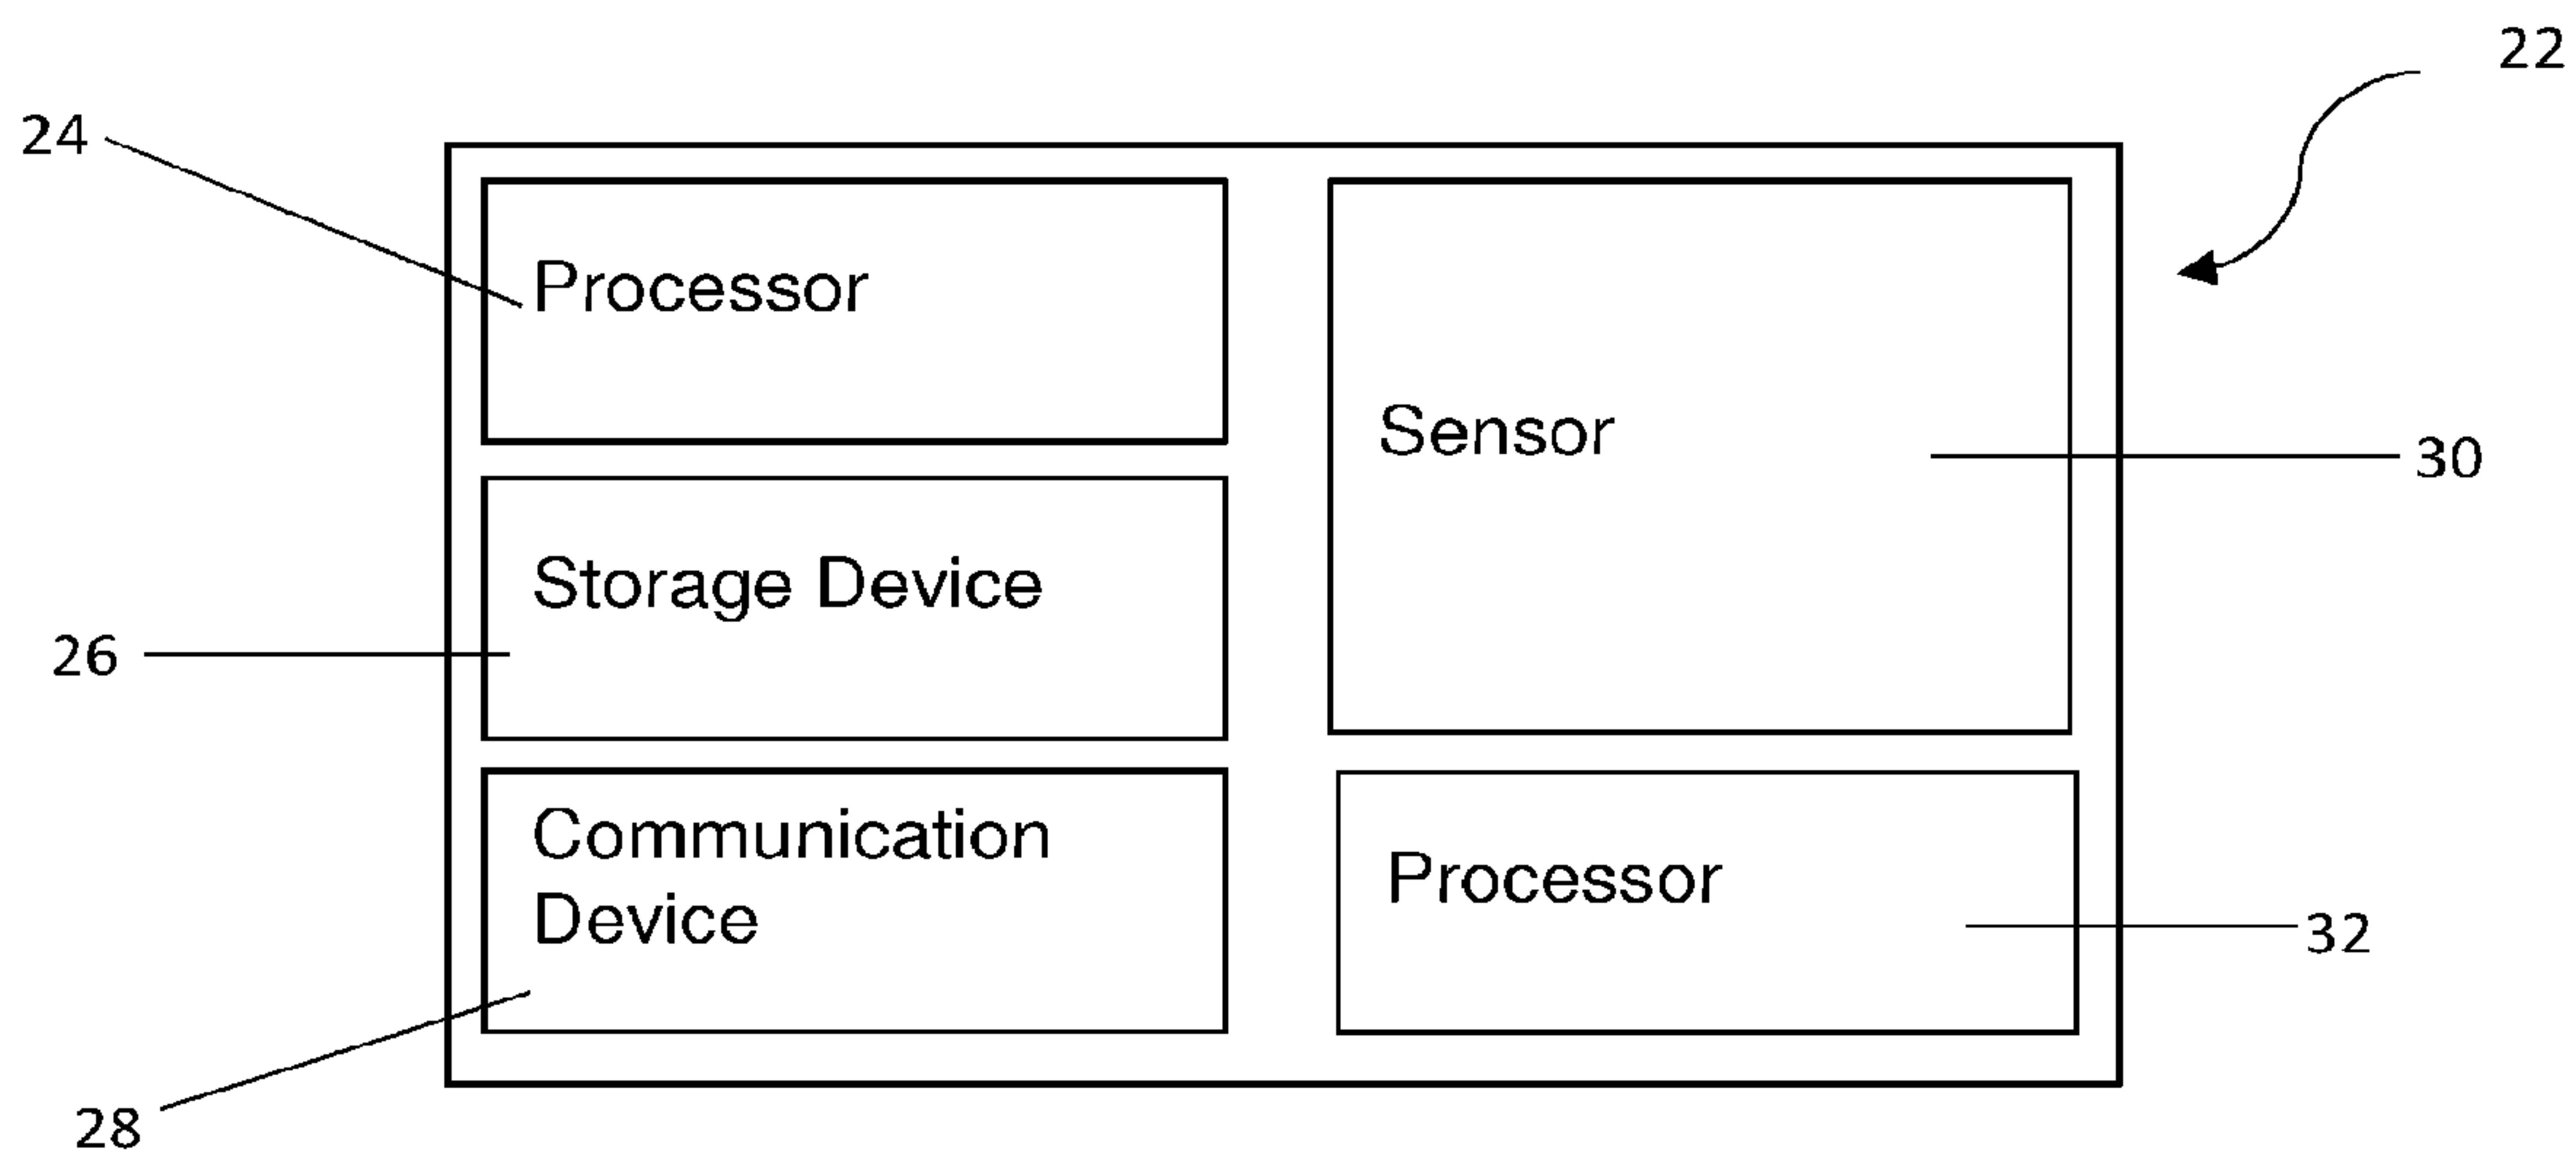 22
24
Processor
Sensor
30
Storage Device
26
Communication
Device
Processor
32
28